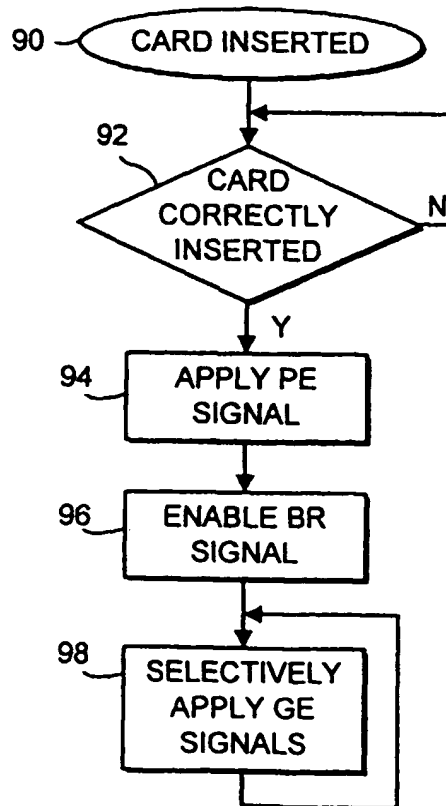 90
CARD INSERTED
92
CARD
CORRECTLY
INSERTED
N
Y
94
APPLY PE
SIGNAL
96
ENABLE BR
SIGNAL
98
SELECTIVELY
APPLY GE
SIGNALS